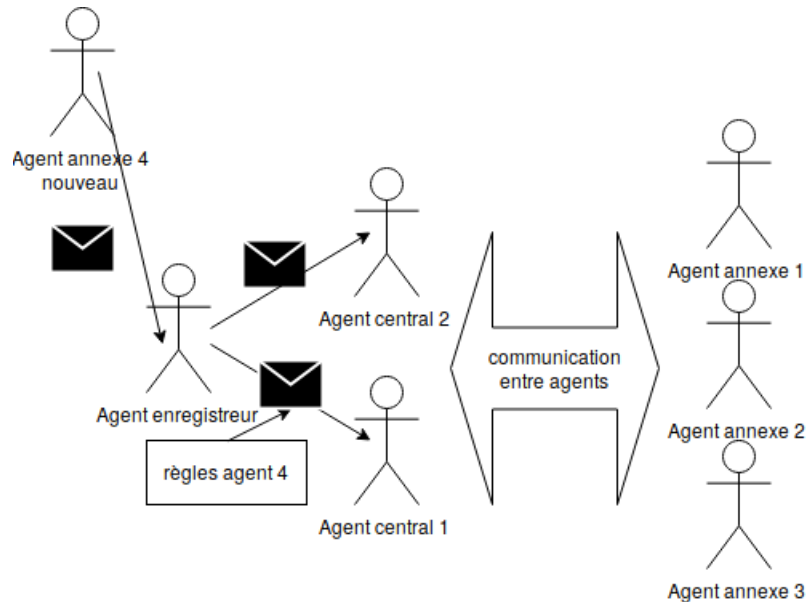 Agent annexe 4
nouveau
Agent central 2
Agent annexe 1
communication
entre agents
Agent enregistreur
Agent annexe 2
règles agent 4
Agent central 1
Agent annexe 3